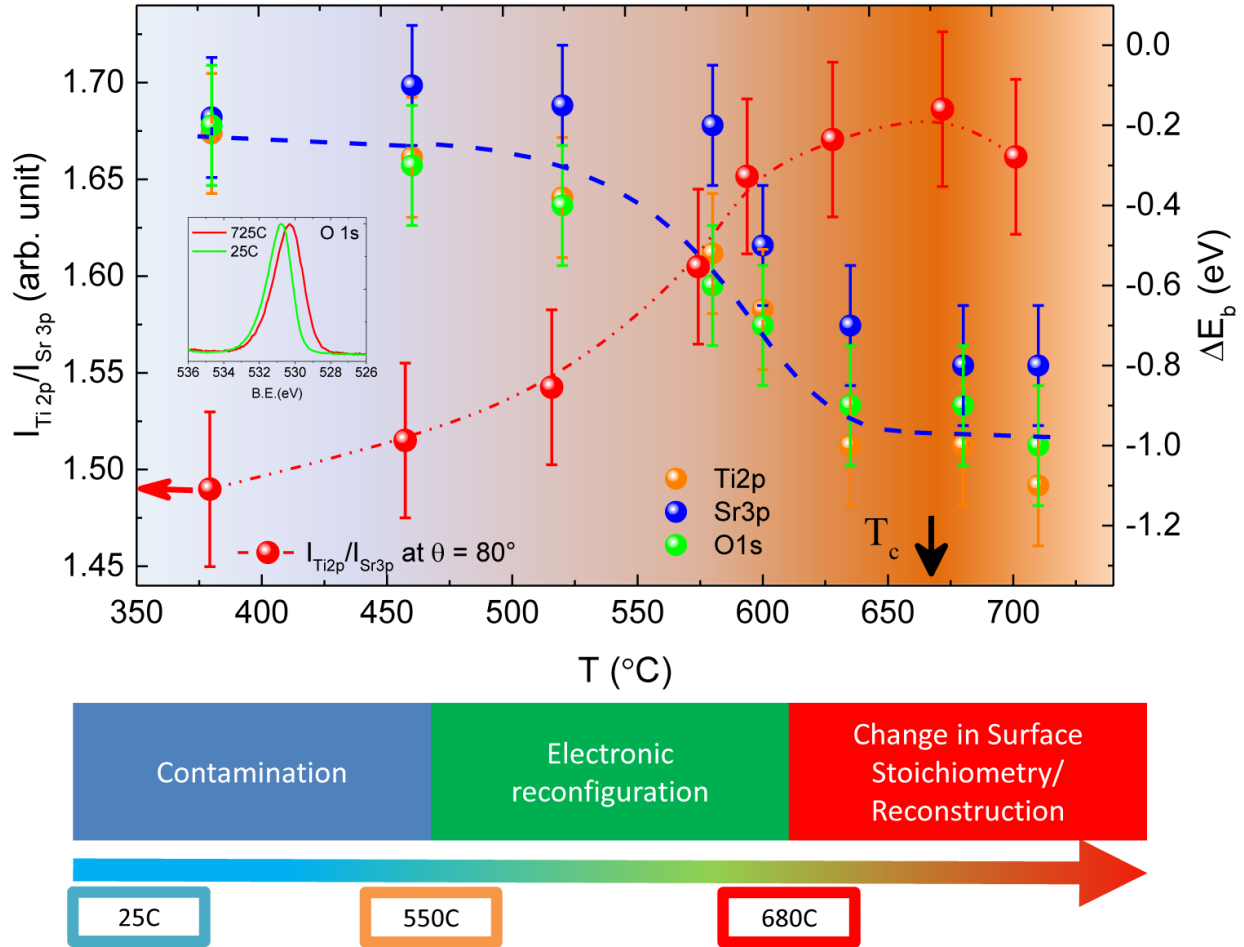 1.70
1.65
1.60
1.55
1.50
1.45
I Ti 2p/I Sr 3p (arb. unit)
0.0
-0.2
-0.4
-0.6
-0.8
-1.0
-1.2
ΔE b (eV)
725C
25C
O 1s
536 534 532 530 528 526
B.E.(eV)
Ti2p
Sr3p
O1s
I Ti2p/I Sr3p at θ = 80°
T c
350 400 450 500 550 600 650 700
T (°C)
Contamination
Electronic
reconfiguration
Change in Surface
Stoichiometry/
Reconstruction
25C
550C
680C